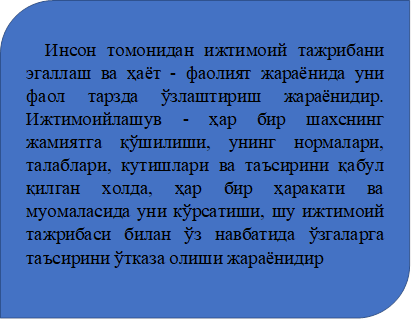 Инсон томонидан ижтимоий тажрибани
эгаллаш ва ҳаёт - фаолият жараёнида уни
фаол тарзда ўзлаштириш жараёнидир.
Ижтимоийлашув - ҳар бир шахснинг
жамиятга қўшилиши, унинг нормалари,
талаблари, кутишлари ва таъсирини қабул
қилган холда, ҳар бир ҳаракати ва
муомаласида уни кўрсатиши, шу ижтимоий
тажрибаси билан ўз навбатида ўзгаларга
таъсирини ўтказа олиши жараёнидир